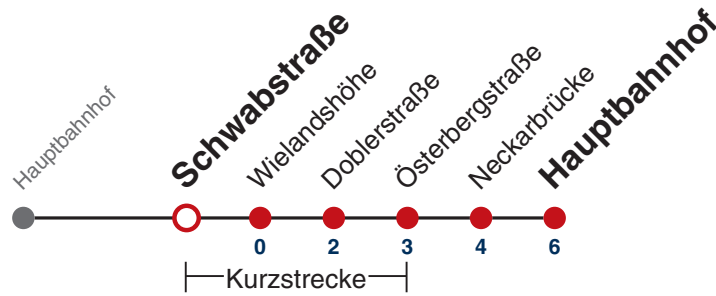 Hauptbahnhof
Schwabstraße
Wielandshöhe
Doblerstraße
Österbergstraße
Neckarbrücke
Hauptbahnhof
0 2 3 4 6
Kurzstrecke